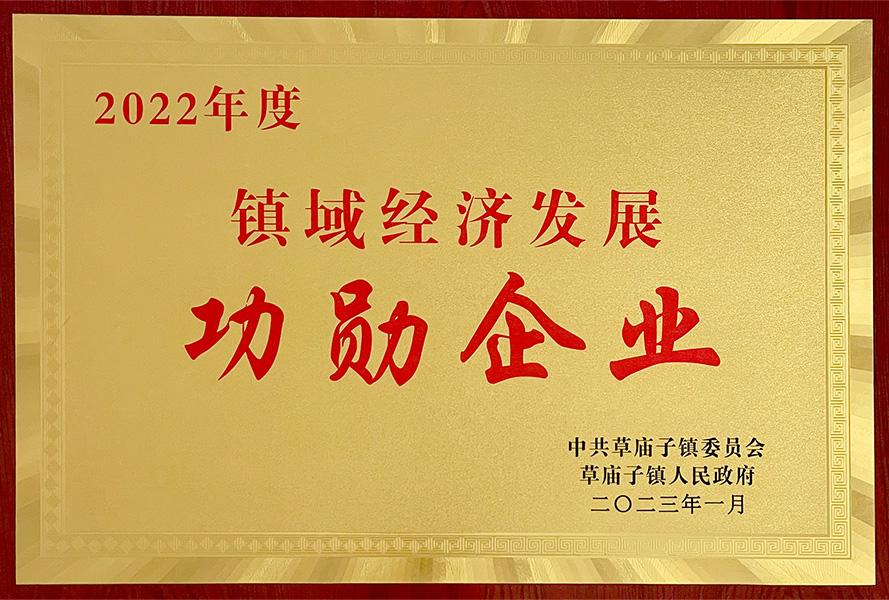 2022年度
镇域经济发展
功勋企业
中共草庙子镇委员会
草庙子镇人民政府
二〇二三年一月